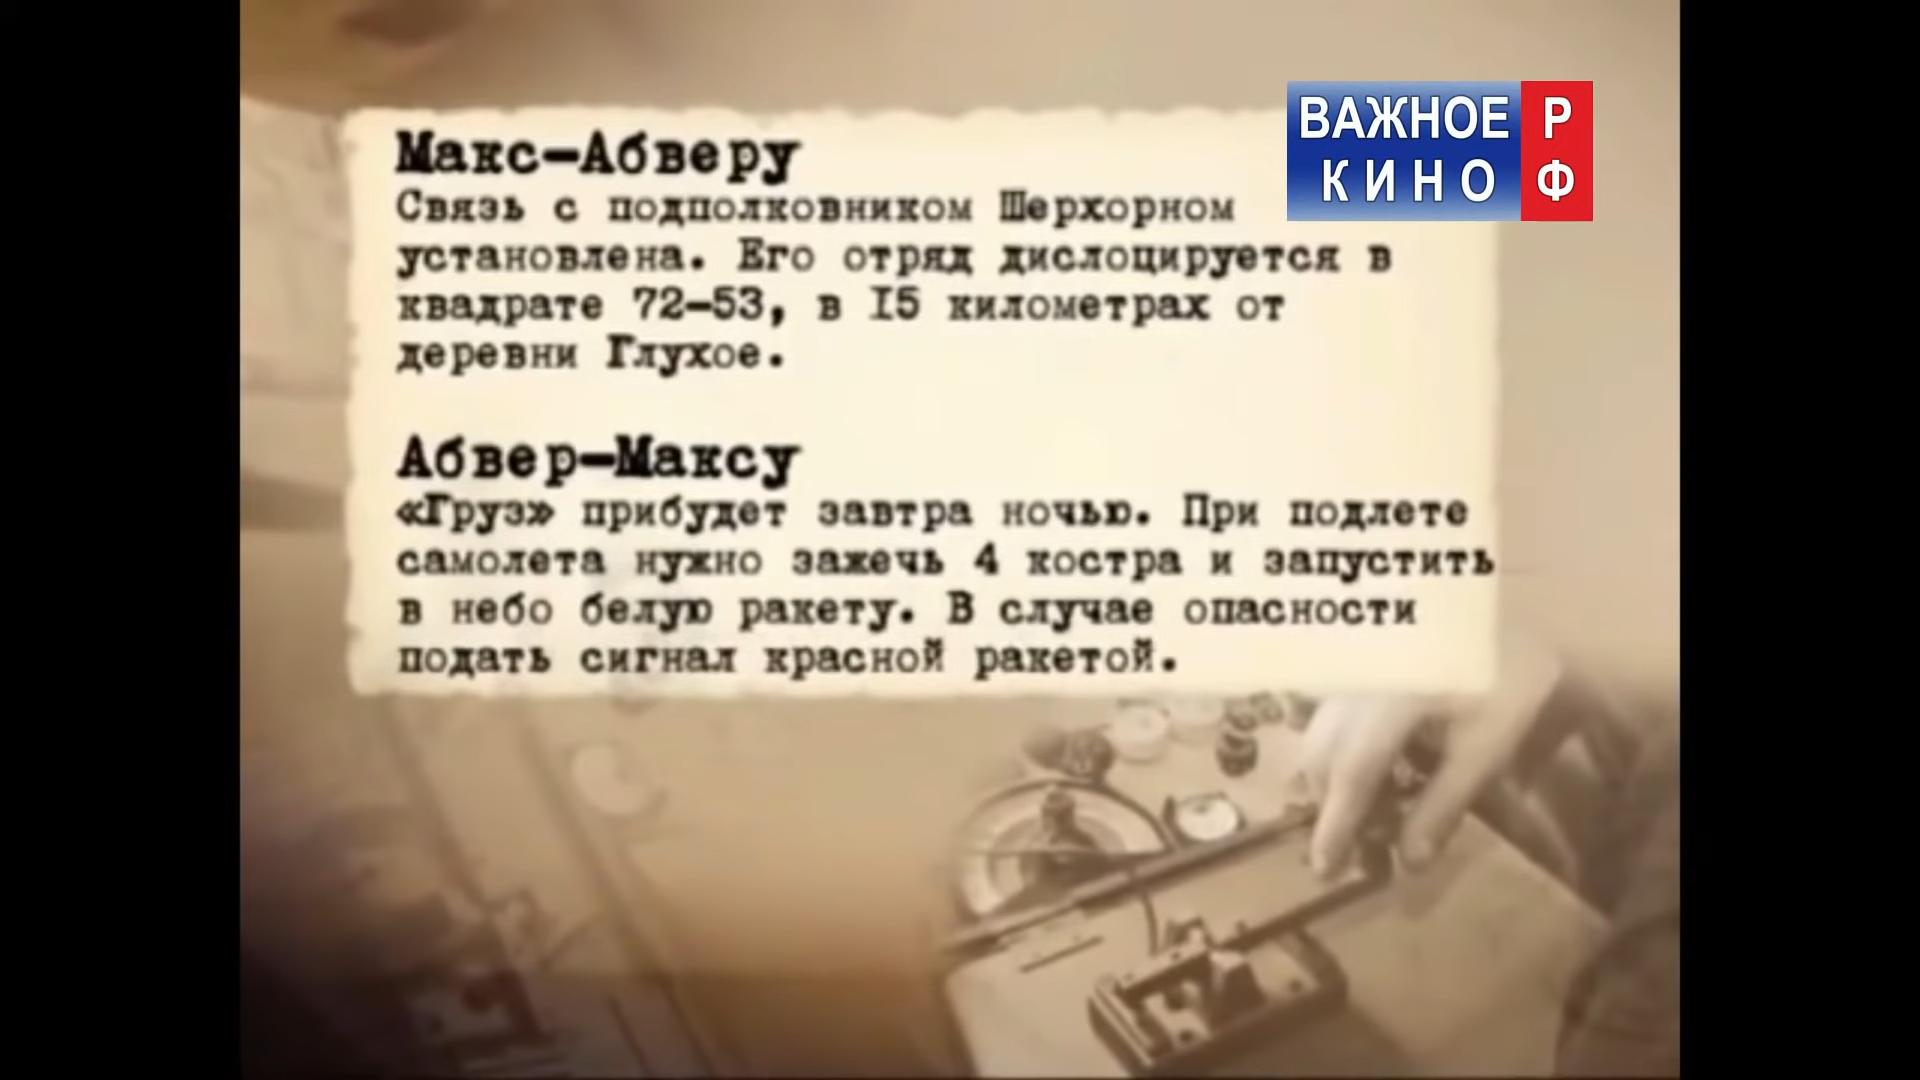 Макс-Абверу
Связь с подполковником Шерхорном
установлена. Его отряд дислоцируется в
квадрате 72-53, в 15 километрах от
деревни Глухое.
Абвер-Максу
«Груз» прибудет завтра ночью. При подлете
самолета нужно зажечь 4 костра и запустить
в небо белую ракету. В случае опасности
подать сигнал красной ракетой.
ВАЖНОЕ
КИНО
РФ